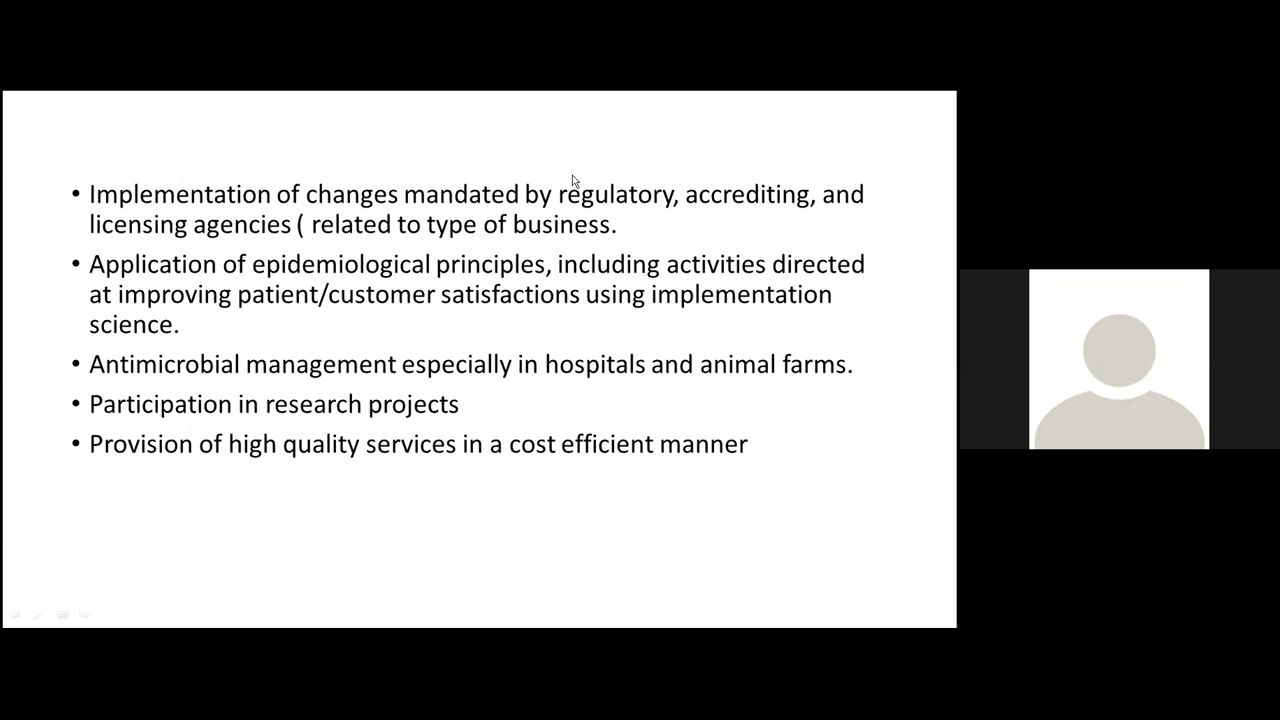 • Implementation of changes mandated by regulatory, accrediting, and
licensing agencies ( related to type of business.
• Application of epidemiological principles, including activities directed
at improving patient/customer satisfactions using implementation
science.
• Antimicrobial management especially in hospitals and animal farms.
• Participation in research projects
• Provision of high quality services in a cost efficient manner